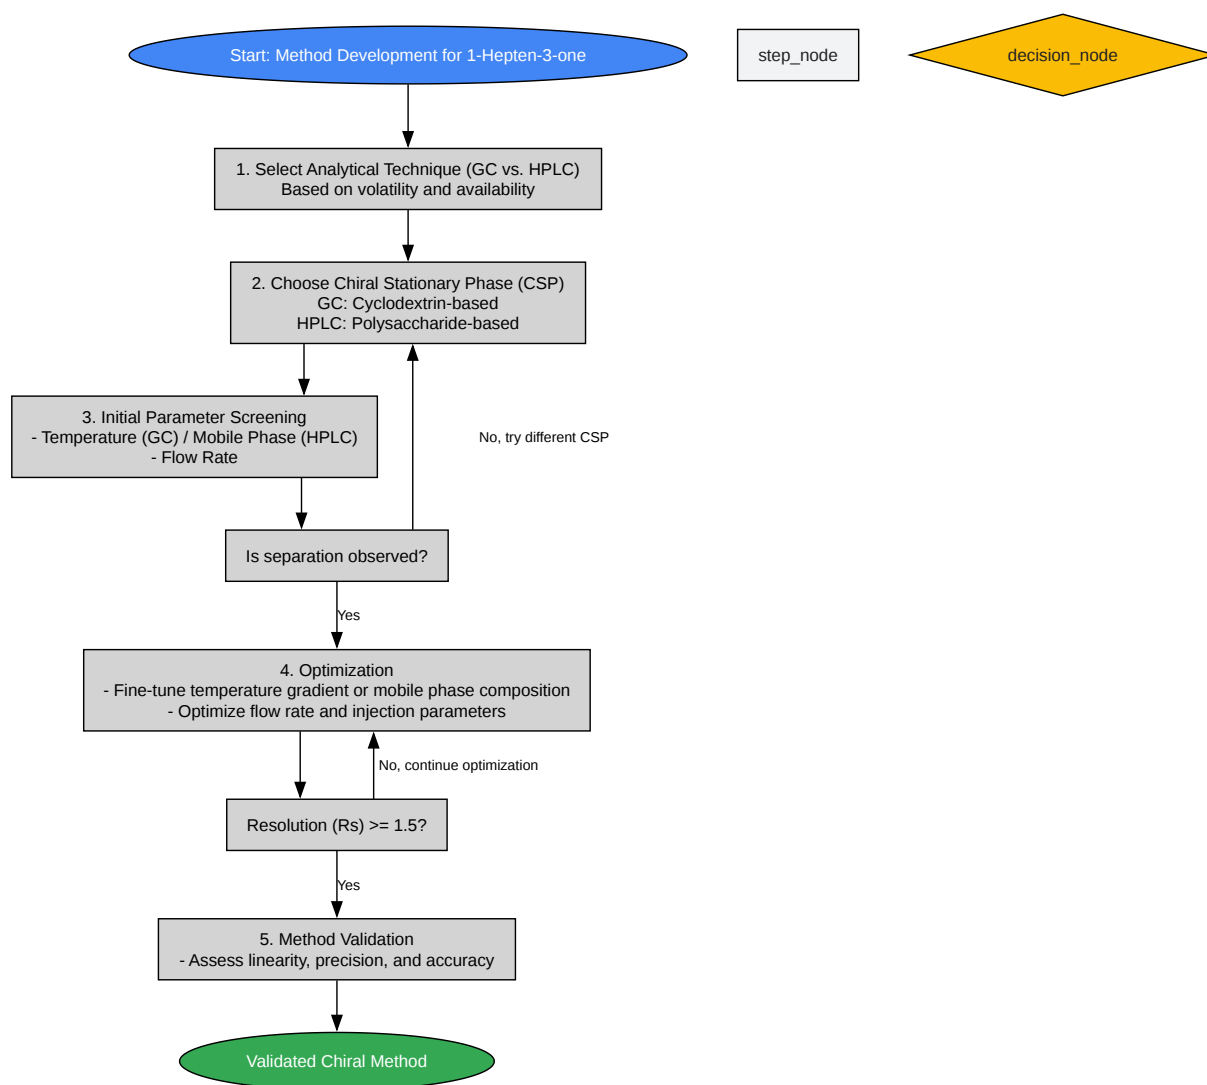 Start: Method Development for 1-Hepten-3-one
step_node
decision_node
1. Select Analytical Technique (GC vs. HPLC)
Based on volatility and availability
2. Choose Chiral Stationary Phase (CSP)
GC: Cyclodextrin-based
HPLC: Polysaccharide-based
3. Initial Parameter Screening
- Temperature (GC) / Mobile Phase (HPLC)
- Flow Rate
No, try different CSP
Is separation observed?
Yes
4. Optimization
- Fine-tune temperature gradient or mobile phase composition
- Optimize flow rate and injection parameters
No, continue optimization
Resolution (Rs) >= 1.5?
Yes
5. Method Validation
- Assess linearity, precision, and accuracy
Validated Chiral Method